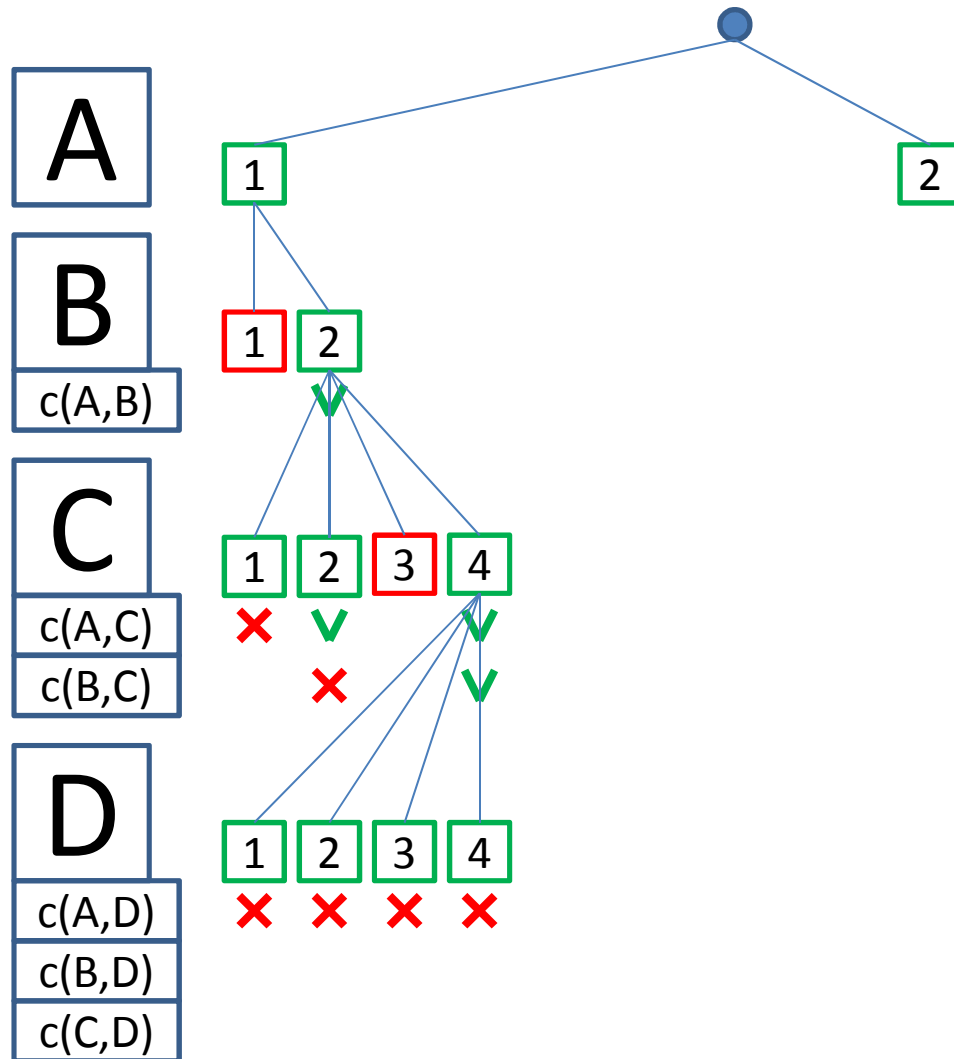 A
1 2
B
1 2
c(A,B)
C
1 2 3 4
c(A,C)
c(B,C)
D
1 2 3 4
c(A,D)
c(B,D)
c(C,D)